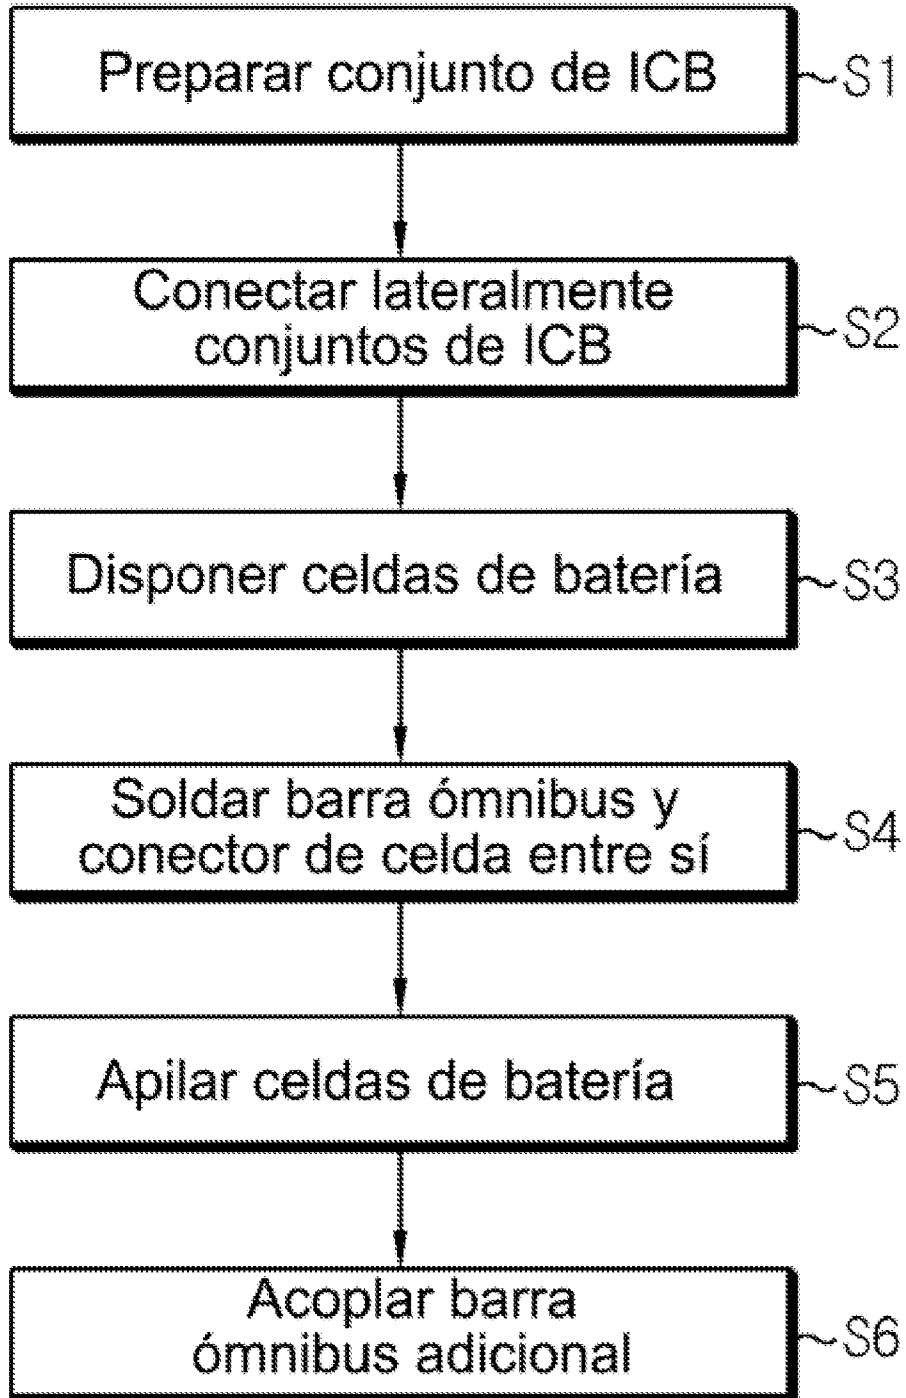 Preparar conjunto de ICB
S1
Conectar lateralmente
conjuntos de ICB
S2
Disponer celdas de batería
S3
Soldar barra ómnibus y
conector de celda entre sí
S4
Apilar celdas de batería
S5
Acoplar barra
ómnibus adicional
S6